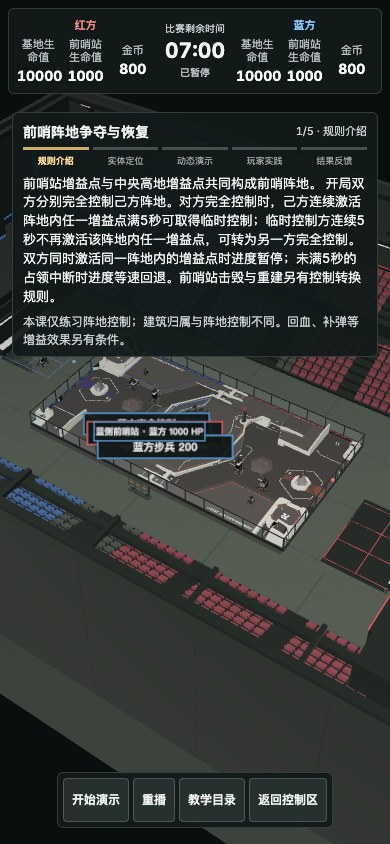 红方
基地生命值
10000
前哨站生命值
1000
金币
800
比赛剩余时间
07:00
已暂停
蓝方
基地生命值
10000
前哨站生命值
1000
金币
800
前哨阵地争夺与恢复
1/5 · 规则介绍
规则介绍 实体定位 动态演示 玩家实践 结果反馈
前哨站增益点与中央高地增益点共同构成前哨阵地。 开局双
方分别完全控制己方阵地。对方完全控制时，己方连续激活
阵地内任一增益点满5秒可取得临时控制；临时控制方连续5
秒不再激活该阵地内任一增益点，可转为另一方完全控制。
双方同时激活同一阵地内的增益点时进度暂停；未满5秒的
占领中断时进度等速回退。前哨站击毁与重建另有控制转换
规则。
本课仅练习阵地控制；建筑归属与阵地控制不同。回血、补弹等
增益效果另有条件。
蓝侧前哨站 · 蓝方 1000 HP
蓝方步兵 200
开始演示 重播 教学目录 返回控制区